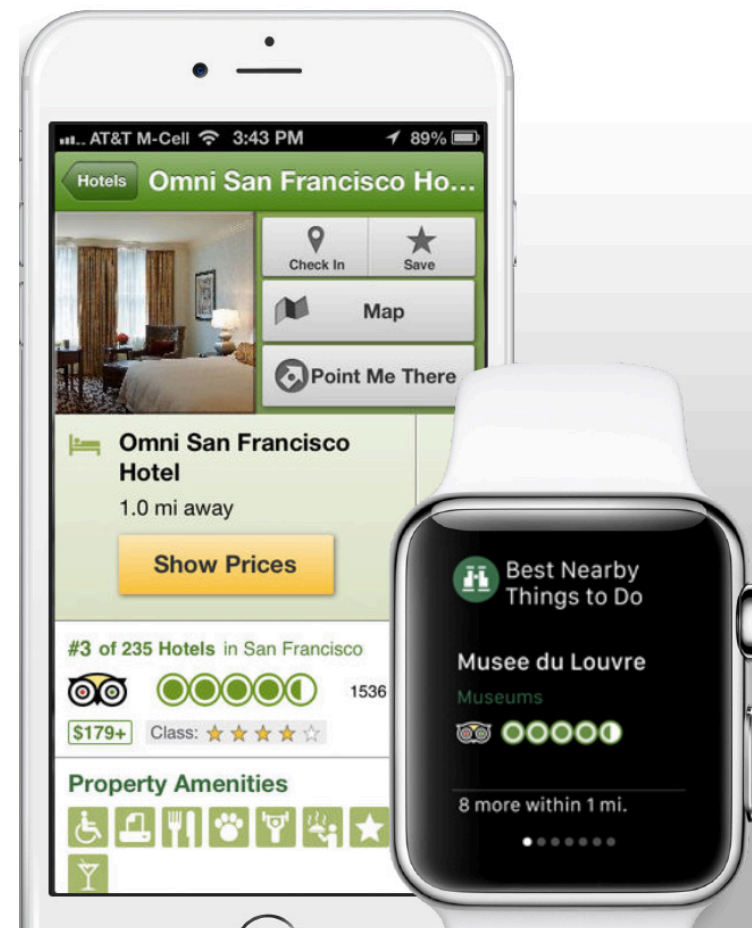 AT&T M-Cell 3:43 PM 89%
Hotels Omni San Francisco Ho...
Check In Save
Map
Point Me There
Omni San Francisco
Hotel
1.0 mi away
Show Prices
#3 of 235 Hotels in San Francisco
1536
$179+ Class:
Property Amenities
Best Nearby
Things to Do
Musee du Louvre
Museums
8 more within 1 mi.